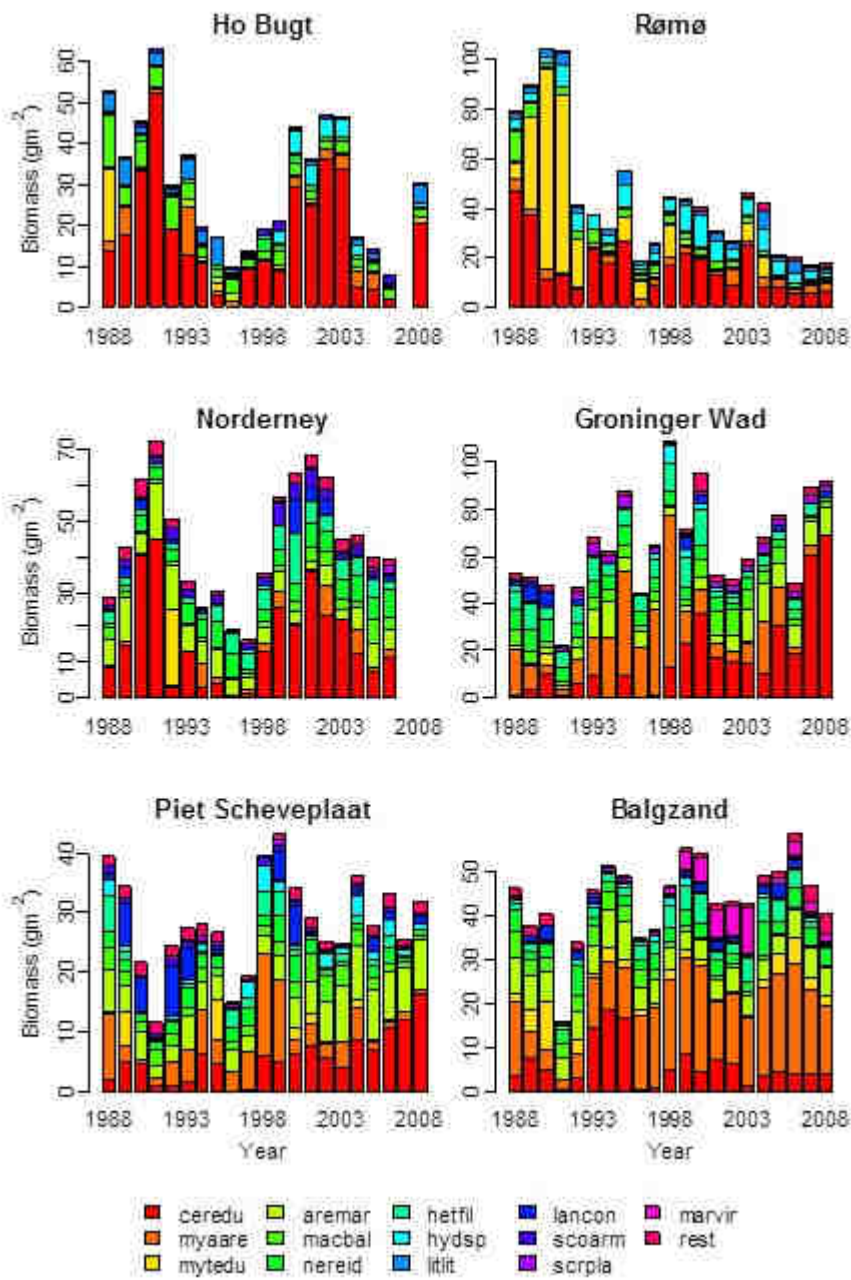 Ho Bugt Rømø
Biomass (gm⁻²)
0 10 20 30 40 50 60
0 20 40 60 80 100
1988 1993 1998 2003 2008 1988 1993 1998 2003 2008
Norderney Groninger Wad
Biomass (gm⁻²)
0 10 30 50 70
0 20 40 60 80 100
1988 1993 1998 2003 2008 1988 1993 1998 2003 2008
Piet Scheveplaat Balgzand
Biomass (gm⁻²)
0 10 20 30 40
0 10 20 30 40 50
1988 1993 1998 2003 2008 1988 1993 1998 2003 2008
Year Year
ceredu aremar hetfil lancon marvir
myaare macbal hydsp scoarm rest
mytedu nereid litlit scrpla